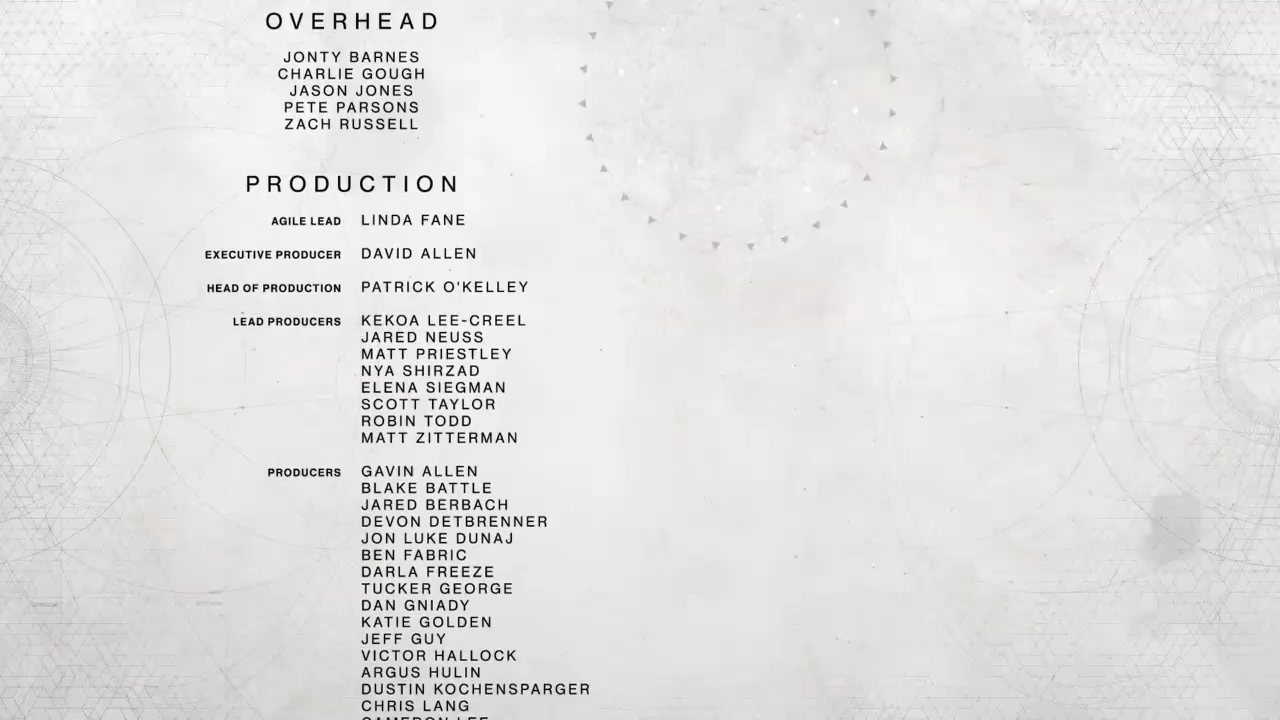 OVERHEAD
JONTY BARNES
CHARLIE GOUGH
JASON JONES
PETE PARSONS
ZACH RUSSELL
PRODUCTION
AGILE LEAD LINDA FANE
EXECUTIVE PRODUCER DAVID ALLEN
HEAD OF PRODUCTION PATRICK O'KELLEY
LEAD PRODUCERS KEKOA LEE-CREEL
JARED NEUSS
MATT PRIESTLEY
NYA SHIRZAD
ELENA SIEGMAN
SCOTT TAYLOR
ROBIN TODD
MATT ZITTERMAN
PRODUCERS GAVIN ALLEN
BLAKE BATTLE
JARED BERBACH
DEVON DETBRENNER
JON LUKE DUNAJ
BEN FABRIC
DARLA FREEZE
TUCKER GEORGE
DAN GNIADY
KATIE GOLDEN
JEFF GUY
VICTOR HALLOCK
ARGUS HULIN
DUSTIN KOCHENSPARGER
CHRIS LANG